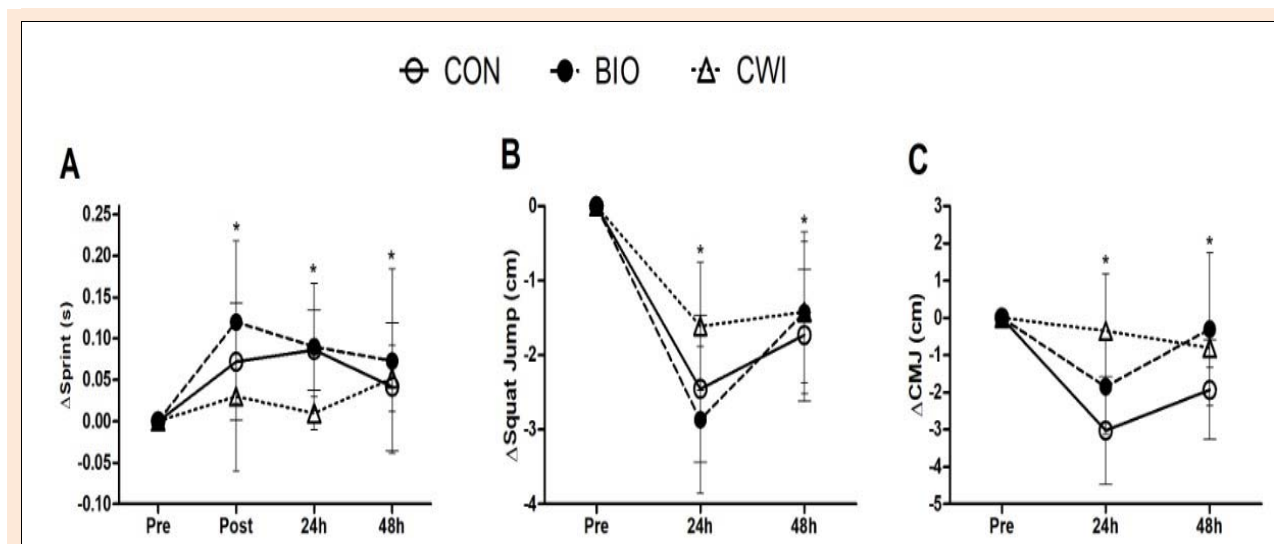 CON BIO CWI
A
ΔSprint (s)
0.25
0.20
0.15
0.10
0.05
0.00
-0.05
-0.10
* * *
Pre Post 24h 48h
B
ΔSquat Jump (cm)
0
-1
-2
-3
-4
* *
Pre 24h 48h
C
ΔCMJ (cm)
3
2
1
0
-1
-2
-3
-4
-5
* *
Pre 24h 48h